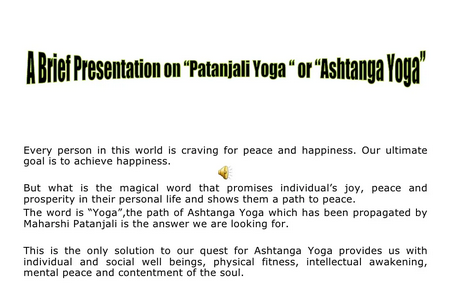 A Brief Presentation on “Patanjali Yoga “ or “Ashtanga Yoga”
Every person in this world is craving for peace and happiness. Our ultimate
goal is to achieve happiness.
But what is the magical word that promises individual’s joy, peace and
prosperity in their personal life and shows them a path to peace.
The word is “Yoga”,the path of Ashtanga Yoga which has been propagated by
Maharshi Patanjali is the answer we are looking for.
This is the only solution to our quest for Ashtanga Yoga provides us with
individual and social well beings, physical fitness, intellectual awakening,
mental peace and contentment of the soul.